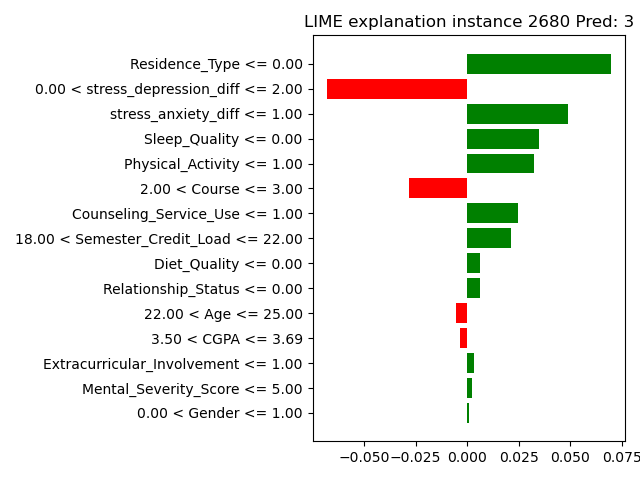 LIME explanation instance 2680 Pred: 3
Residence_Type <= 0.00
0.00 < stress_depression_diff <= 2.00
stress_anxiety_diff <= 1.00
Sleep_Quality <= 0.00
Physical_Activity <= 1.00
2.00 < Course <= 3.00
Counseling_Service_Use <= 1.00
18.00 < Semester_Credit_Load <= 22.00
Diet_Quality <= 0.00
Relationship_Status <= 0.00
22.00 < Age <= 25.00
3.50 < CGPA <= 3.69
Extracurricular_Involvement <= 1.00
Mental_Severity_Score <= 5.00
0.00 < Gender <= 1.00
−0.050 −0.025 0.000 0.025 0.050 0.075